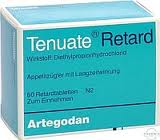 Tenuate® Retard
Wirkstoff: Diethylpropionhydrochlorid
Appetitzügler mit Langzeitwirkung
50 Retardtabletten N2
Zum Einnehmen
Artegodan